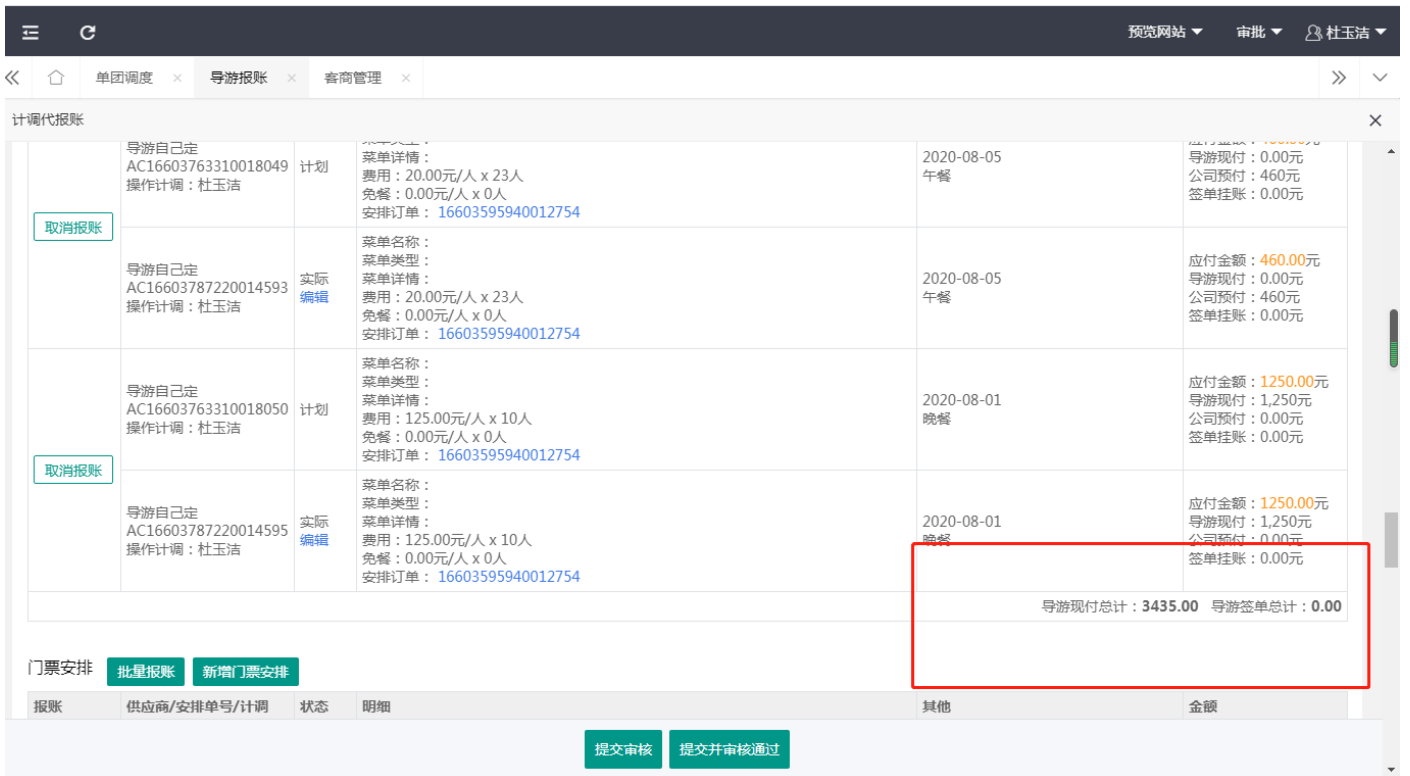 预览网站 审批 杜玉洁
单团调度 导游报账 客商管理
计调代报账
取消报账
导游自己定
AC16603763310018049
操作计调：杜玉洁
计划
菜单详情：
费用：20.00元/人 x 23人
免餐：0.00元/人 x 0人
安排订单： 16603595940012754
2020-08-05
午餐
导游现付：0.00元
公司预付：460元
签单挂账：0.00元
导游自己定
AC16603787220014593
操作计调：杜玉洁
实际
编辑
菜单名称：
菜单类型：
菜单详情：
费用：20.00元/人 x 23人
免餐：0.00元/人 x 0人
安排订单： 16603595940012754
2020-08-05
午餐
应付金额：460.00元
导游现付：0.00元
公司预付：460元
签单挂账：0.00元
取消报账
导游自己定
AC16603763310018050
操作计调：杜玉洁
计划
菜单名称：
菜单类型：
菜单详情：
费用：125.00元/人 x 10人
免餐：0.00元/人 x 0人
安排订单： 16603595940012754
2020-08-01
晚餐
应付金额：1250.00元
导游现付：1,250元
公司预付：0.00元
签单挂账：0.00元
导游自己定
AC16603787220014595
操作计调：杜玉洁
实际
编辑
菜单名称：
菜单类型：
菜单详情：
费用：125.00元/人 x 10人
免餐：0.00元/人 x 0人
安排订单： 16603595940012754
2020-08-01
晚餐
应付金额：1250.00元
导游现付：1,250元
公司预付：0.00元
签单挂账：0.00元
导游现付总计：3435.00 导游签单总计：0.00
门票安排 批量报账 新增门票安排
报账 供应商/安排单号/计调 状态 明细 其他 金额
提交审核 提交并审核通过